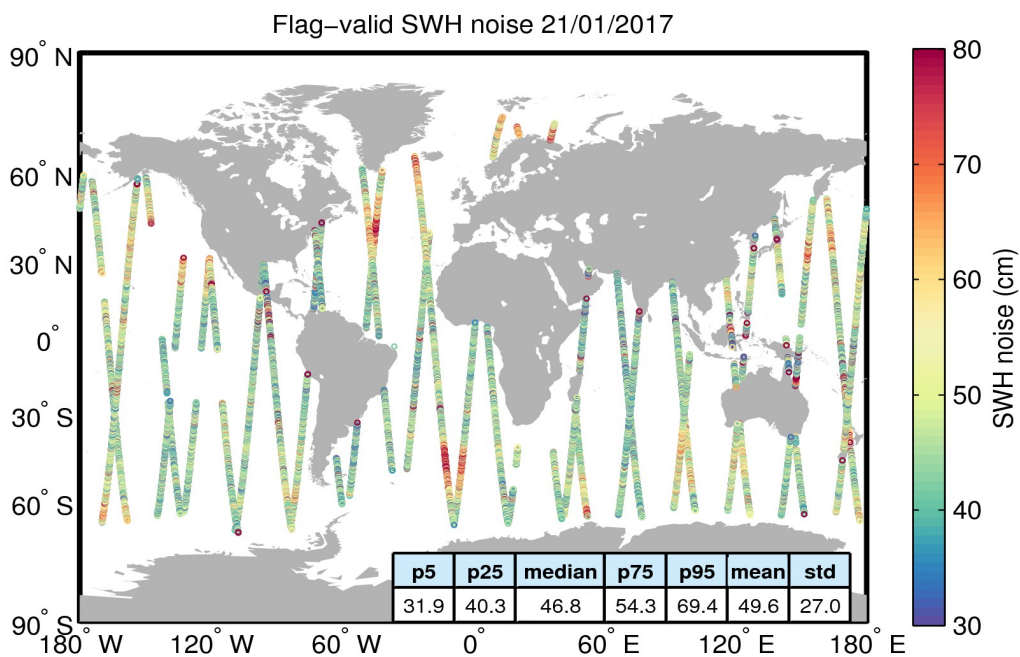 Flag−valid SWH noise 21/01/2017
90° N
60° N
30° N
0°
30° S
60° S
90° S
180° W
120° W
60° W
0°
60° E
120° E
180° E
p5 p25 median p75 p95 mean std
31.9 40.3 46.8 54.3 69.4 49.6 27.0
80
70
60
50
40
30
SWH noise (cm)